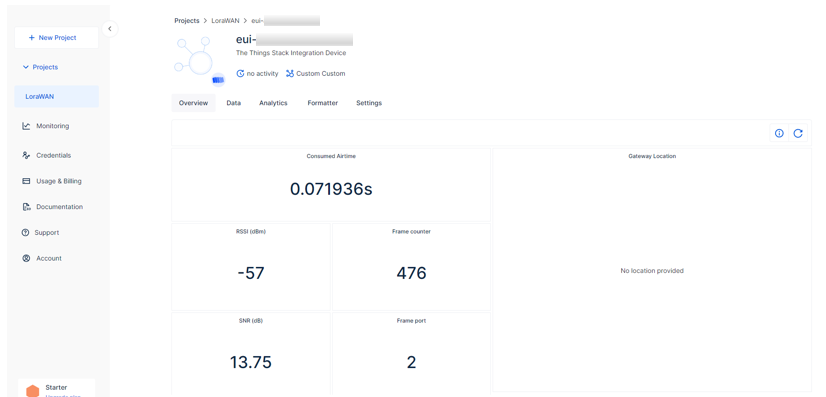 Projects > LoraWAN > eui-
+ New Project
eui-
The Things Stack Integration Device
Projects
no activity Custom Custom
LoraWAN
Overview Data Analytics Formatter Settings
Monitoring
Credentials
Consumed Airtime
Gateway Location
Usage & Billing
0.071936s
Documentation
Support
RSSI (dBm)
Frame counter
Account
-57
476
No location provided
SNR (dB)
Frame port
13.75
2
Starter
Upgrade plan